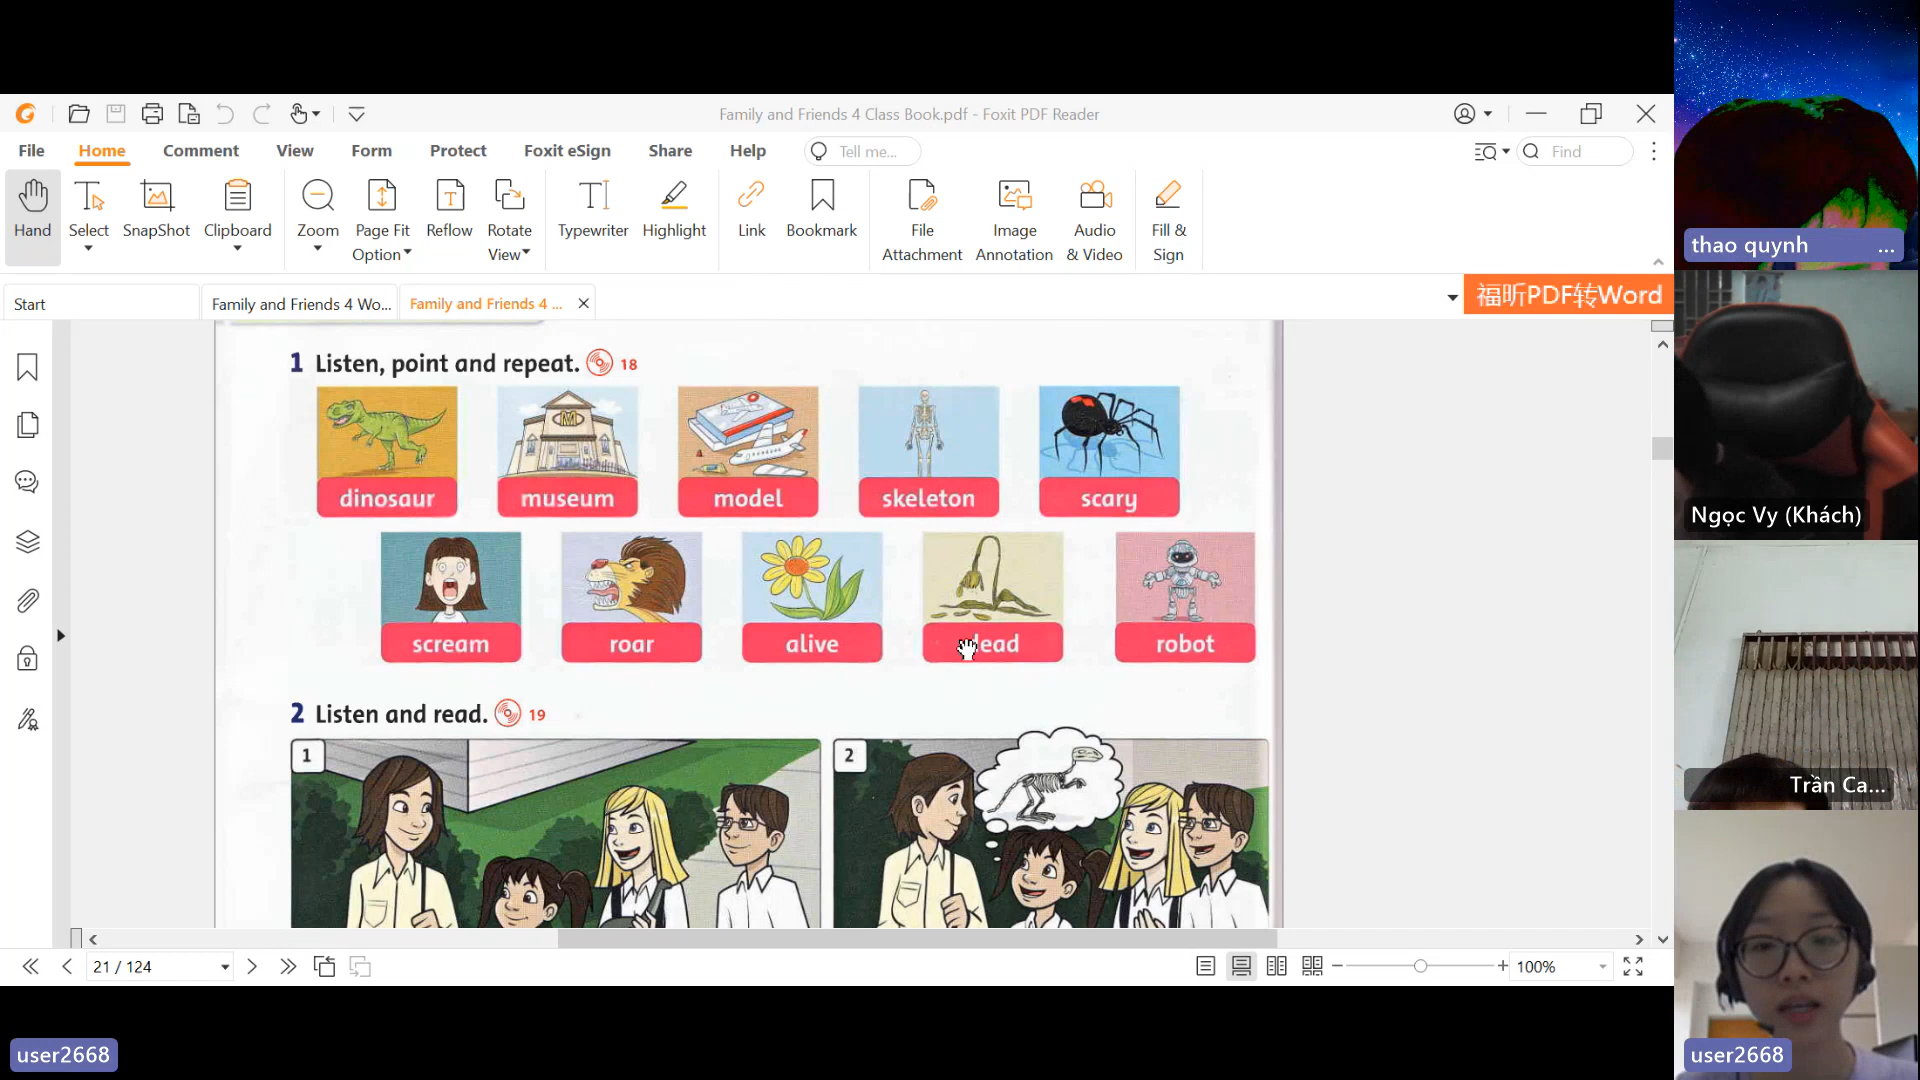 Family and Friends 4 Class Book.pdf - Foxit PDF Reader
File Home Comment View Form Protect Foxit eSign Share Help Tell me... Find
Hand Select SnapShot Clipboard Zoom Page Fit Option Reflow Rotate View Typewriter Highlight Link Bookmark File Attachment Image Annotation Audio & Video Fill & Sign
Start Family and Friends 4 Wo... Family and Friends 4 ... 福昕PDF转Word
1 Listen, point and repeat. 18
dinosaur museum model skeleton scary
scream roar alive dead robot
2 Listen and read. 19
1 2
21 / 124 100%
user2668
thao quynh ...
Ngọc Vy (Khách)
Trần Ca...
user2668